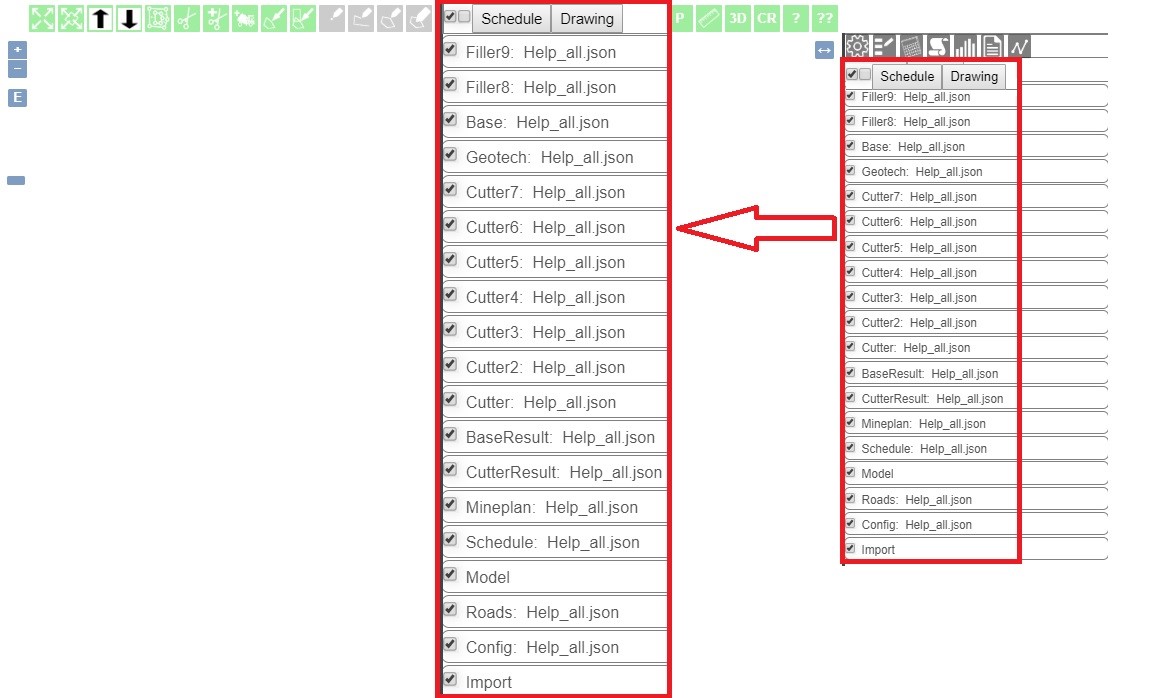 P 3D CR ? ??
+
−
E
Schedule Drawing
Filler9: Help_all.json
Filler8: Help_all.json
Base: Help_all.json
Geotech: Help_all.json
Cutter7: Help_all.json
Cutter6: Help_all.json
Cutter5: Help_all.json
Cutter4: Help_all.json
Cutter3: Help_all.json
Cutter2: Help_all.json
Cutter: Help_all.json
BaseResult: Help_all.json
CutterResult: Help_all.json
Mineplan: Help_all.json
Schedule: Help_all.json
Model
Roads: Help_all.json
Config: Help_all.json
Import
Schedule Drawing
Filler9: Help_all.json
Filler8: Help_all.json
Base: Help_all.json
Geotech: Help_all.json
Cutter7: Help_all.json
Cutter6: Help_all.json
Cutter5: Help_all.json
Cutter4: Help_all.json
Cutter3: Help_all.json
Cutter2: Help_all.json
Cutter: Help_all.json
BaseResult: Help_all.json
CutterResult: Help_all.json
Mineplan: Help_all.json
Schedule: Help_all.json
Model
Roads: Help_all.json
Config: Help_all.json
Import